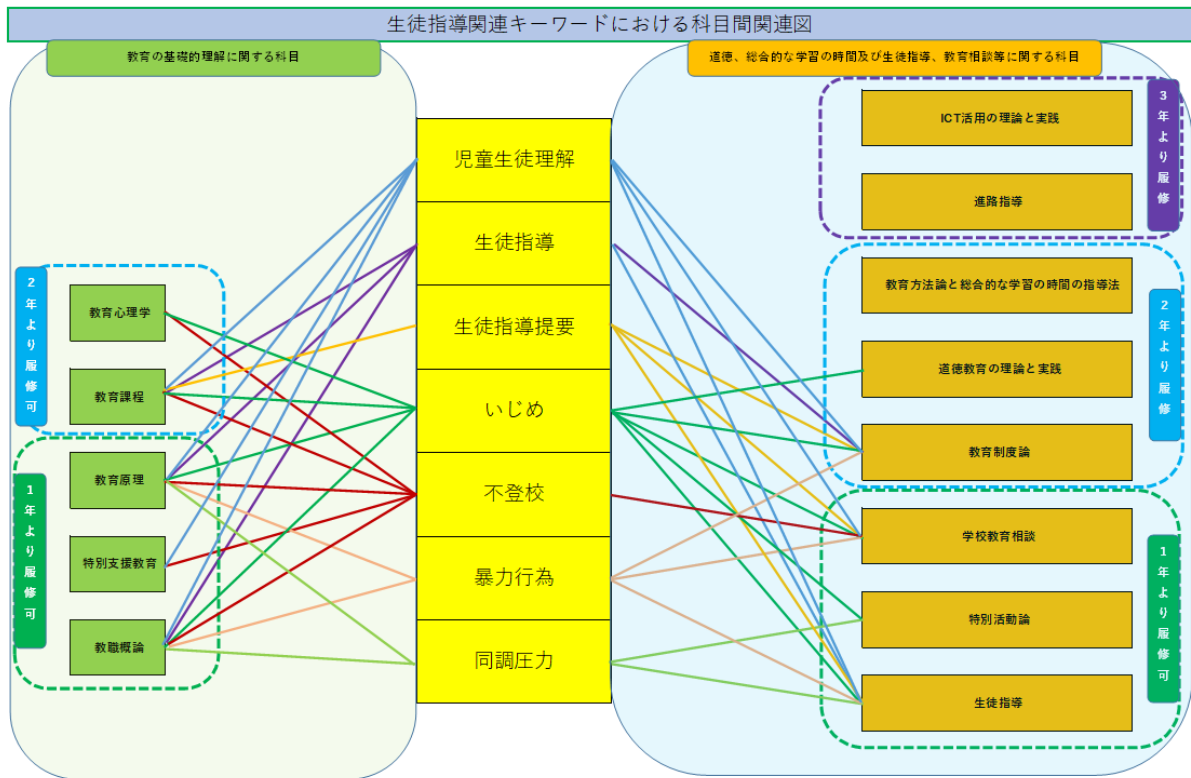 生徒指導関連キーワードにおける科目間関連図
教育の基礎的理解に関する科目
道徳、総合的な学習の時間及び生徒指導、教育相談等に関する科目
2年より履修可
教育心理学
教育課程
1年より履修可
教育原理
特別支援教育
教職概論
児童生徒理解
生徒指導
生徒指導提要
いじめ
不登校
暴力行為
同調圧力
ICT活用の理論と実践
進路指導
3年より履修
教育方法論と総合的な学習の時間の指導法
道徳教育の理論と実践
教育制度論
2年より履修
学校教育相談
特別活動論
生徒指導
1年より履修可